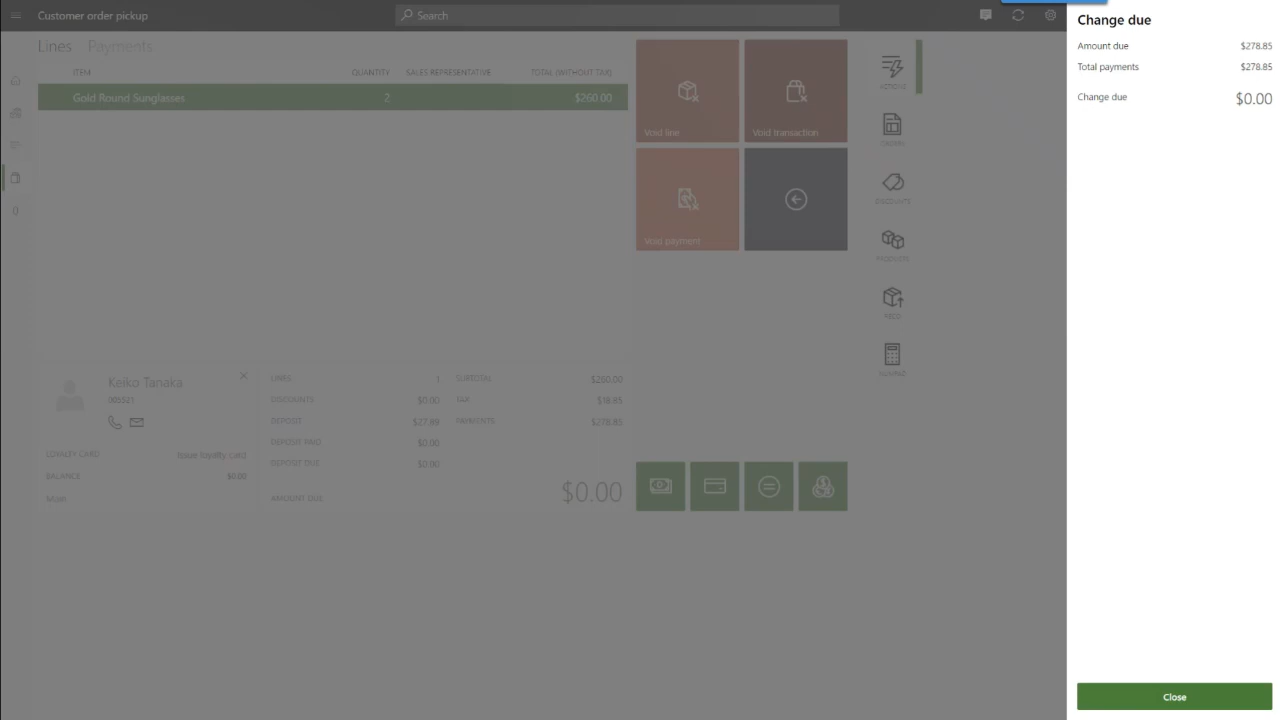 Customer order pickup
Search
Lines Payments
ITEM QUANTITY SALES REPRESENTATIVE TOTAL (WITHOUT TAX)
Gold Round Sunglasses 2 $260.00
Void line
Void transaction
Void payment
ACTIONS
ORDERS
DISCOUNTS
PRODUCTS
Keiko Tanaka
LOYALTY CARD Issue loyalty card
BALANCE $0.00
LINES 1
DISCOUNTS $0.00
DEPOSIT $27.89
DEPOSIT PAID $0.00
DEPOSIT DUE $0.00
SUBTOTAL $260.00
TAX $18.85
PAYMENTS $278.85
AMOUNT DUE $0.00
Change due
Amount due $278.85
Total payments $278.85
Change due $0.00
Close